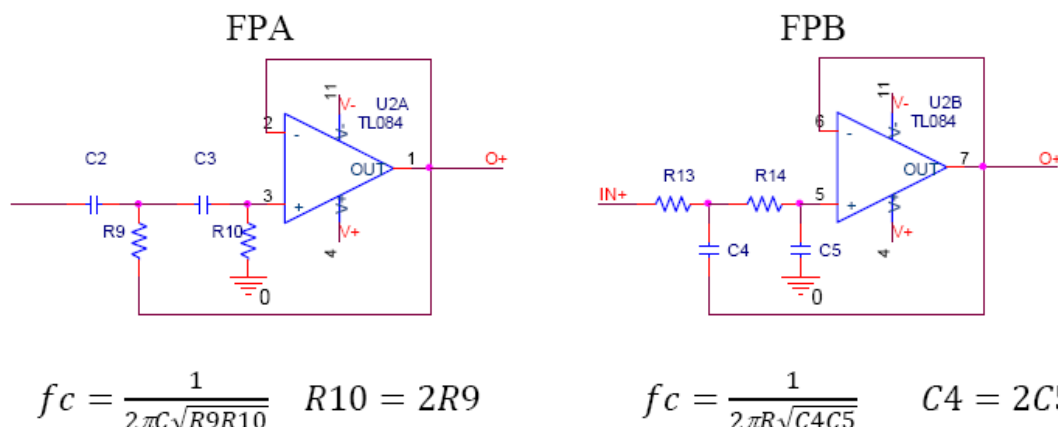 FPA
FPB
11
V-
U2A
TL084
2
-
V-
C2
C3
OUT
1
O+
3
+
R9
R10
V+
V+
4
0
11
V-
U2B
TL084
6
-
V-
R13
R14
OUT
7
O+
IN+
5
+
C4
C5
V+
V+
4
0
fc = 1 / 2πC√R9R10 R10 = 2R9
fc = 1 / 2πR√C4C5 C4 = 2C5